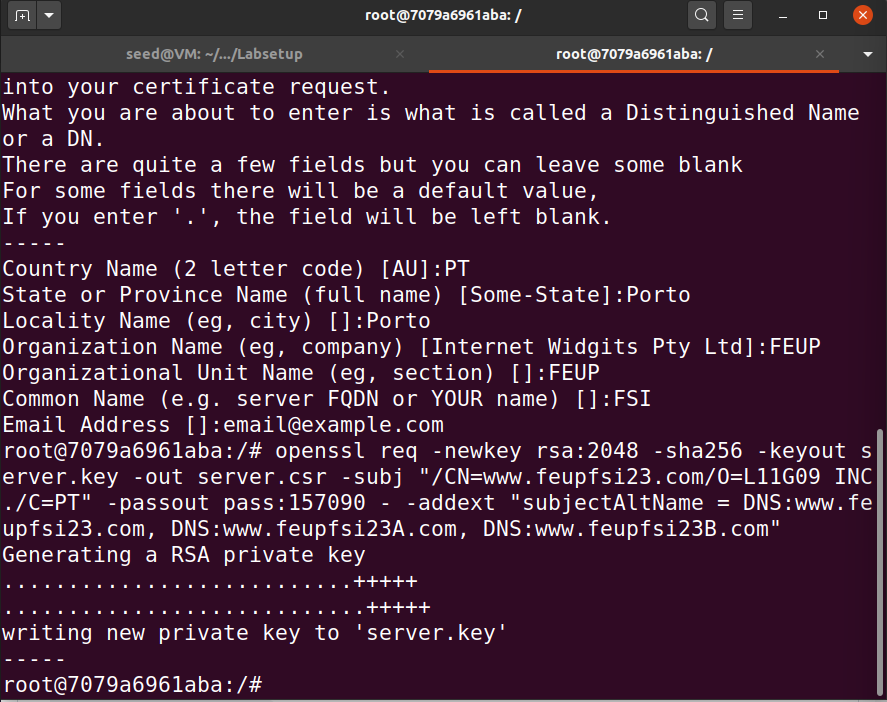 root@7079a6961aba: /
seed@VM: ~/.../Labsetup
root@7079a6961aba: /
into your certificate request.
What you are about to enter is what is called a Distinguished Name
or a DN.
There are quite a few fields but you can leave some blank
For some fields there will be a default value,
If you enter '.', the field will be left blank.
-----
Country Name (2 letter code) [AU]:PT
State or Province Name (full name) [Some-State]:Porto
Locality Name (eg, city) []:Porto
Organization Name (eg, company) [Internet Widgits Pty Ltd]:FEUP
Organizational Unit Name (eg, section) []:FEUP
Common Name (e.g. server FQDN or YOUR name) []:FSI
Email Address []:email@example.com
root@7079a6961aba:/# openssl req -newkey rsa:2048 -sha256 -keyout s
erver.key -out server.csr -subj "/CN=www.feupfsi23.com/O=L11G09 INC
./C=PT" -passout pass:157090 - -addext "subjectAltName = DNS:www.fe
upfsi23.com, DNS:www.feupfsi23A.com, DNS:www.feupfsi23B.com"
Generating a RSA private key
...........................+++++
............................+++++
writing new private key to 'server.key'
-----
root@7079a6961aba:/#